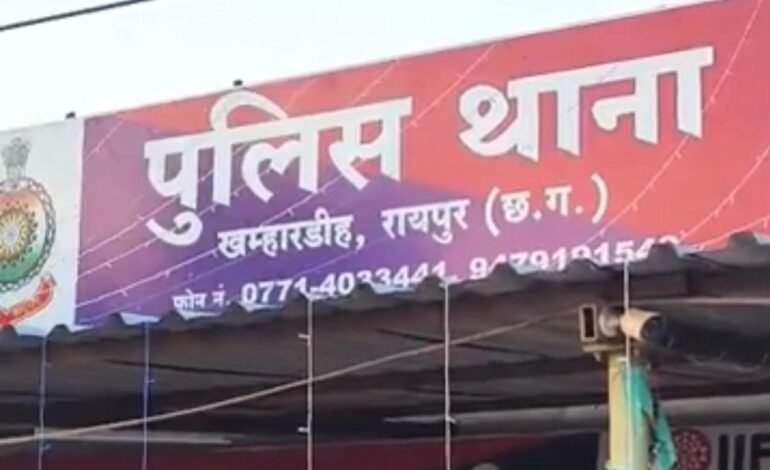 पुलिस थाना
खम्हारडीह, रायपुर (छ.ग.)
फोन नं. 0771-4033441,